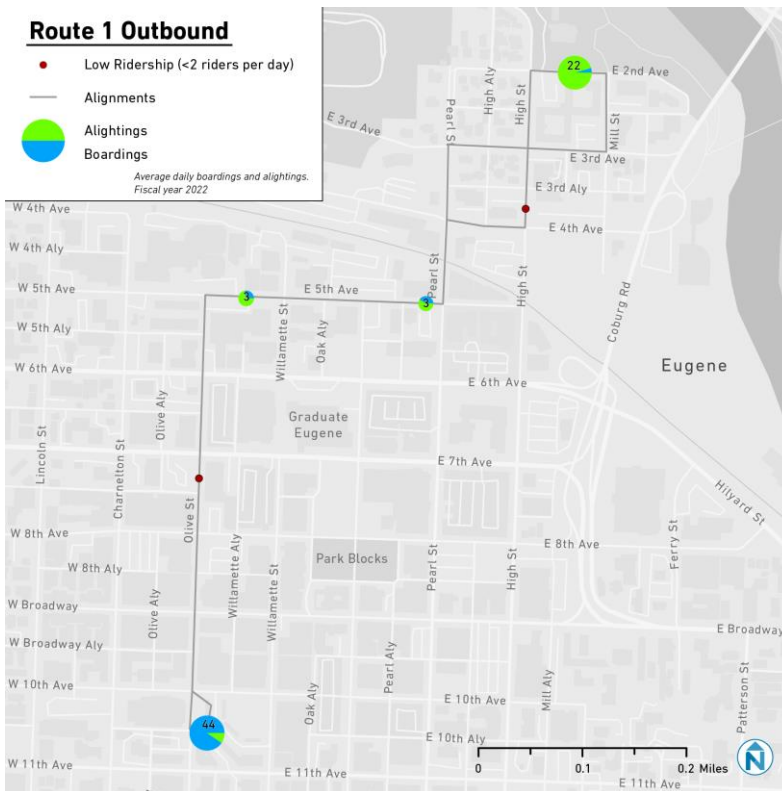 Route 1 Outbound
Low Ridership (<2 riders per day)
Alignments
Alightings
Boardings
Average daily boardings and alightings.
Fiscal year 2022
22
E 2nd Ave
High Aly
High St
Pearl St
Mill St
E 3rd Ave
E 3rd Ave
E 3rd Aly
W 4th Ave
E 4th Ave
W 4th Aly
Pearl St
High St
Coburg Rd
W 5th Ave
3
E 5th Ave
3
W 5th Aly
Willamette St
Oak Aly
Eugene
W 6th Ave
E 6th Ave
Olive Aly
Graduate
Eugene
Lincoln St
Charnelton St
E 7th Ave
Hilyard St
Olive St
W 8th Ave
E 8th Ave
Ferry St
W 8th Aly
Willamette Aly
Park Blocks
Pearl St
High St
W Broadway
Olive Aly
Willamette St
E Broadway
W Broadway Aly
Pearl Aly
W 10th Ave
Oak Aly
E 10th Ave
Mill Aly
Patterson St
44
E 10th Aly
W 11th Ave
E 11th Ave
E 11th Ave
0
0.1
0.2 Miles
N